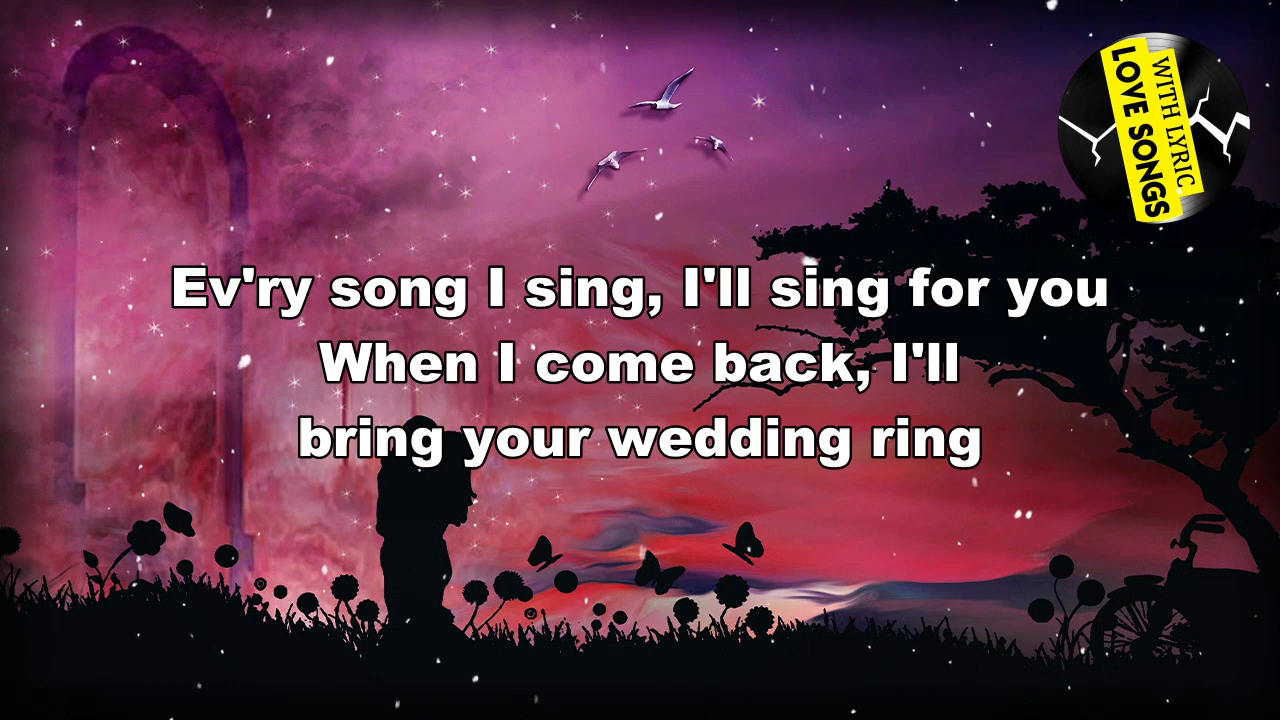 WITH LYRIC
LOVE SONGS
Ev'ry song I sing, I'll sing for you
When I come back, I'll
bring your wedding ring